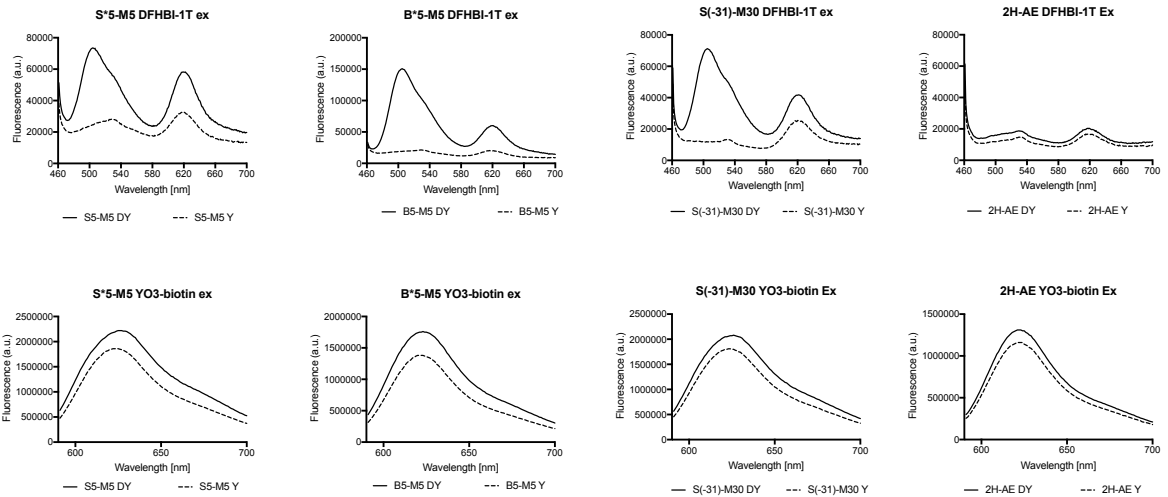 S*5-M5 DFHBI-1T ex
Fluorescence (a.u.)
80000
60000
40000
20000
0
460 500 540 580 620 660 700
Wavelength [nm]
S5-M5 DY S5-M5 Y
B*5-M5 DFHBI-1T ex
Fluorescence (a.u.)
200000
150000
100000
50000
0
460 500 540 580 620 660 700
Wavelength [nm]
B5-M5 DY B5-M5 Y
S(-31)-M30 DFHBI-1T ex
Fluorescence (a.u.)
80000
60000
40000
20000
0
460 500 540 580 620 660 700
Wavelength [nm]
S(-31)-M30 DY S(-31)-M30 Y
2H-AE DFHBI-1T Ex
Fluorescence (a.u.)
80000
60000
40000
20000
0
460 500 540 580 620 660 700
Wavelength [nm]
2H-AE DY 2H-AE Y
S*5-M5 YO3-biotin ex
Fluorescence (a.u.)
2500000
2000000
1500000
1000000
500000
0
600 650 700
Wavelength [nm]
S5-M5 DY S5-M5 Y
B*5-M5 YO3-biotin ex
Fluorescence (a.u.)
2000000
1500000
1000000
500000
0
600 650 700
Wavelength [nm]
B5-M5 DY B5-M5 Y
S(-31)-M30 YO3-biotin Ex
Fluorescence (a.u.)
2500000
2000000
1500000
1000000
500000
0
600 650 700
Wavelength [nm]
S(-31)-M30 DY S(-31)-M30 Y
2H-AE YO3-biotin Ex
Fluorescence (a.u.)
1500000
1000000
500000
0
600 650 700
Wavelength [nm]
2H-AE DY 2H-AE Y